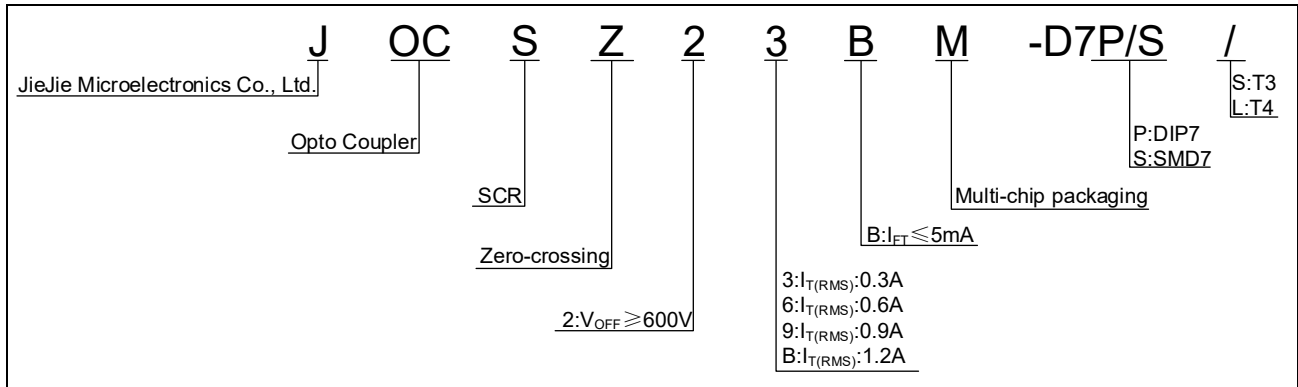 J OC S Z 2 3 B M -D7P/S /
JieJie Microelectronics Co., Ltd.
S:T3
L:T4
Opto Coupler
P:DIP7
S:SMD7
SCR
Multi-chip packaging
B:IFT≤5mA
Zero-crossing
3:IT(RMS):0.3A
6:IT(RMS):0.6A
9:IT(RMS):0.9A
B:IT(RMS):1.2A
2:VOFF≥600V